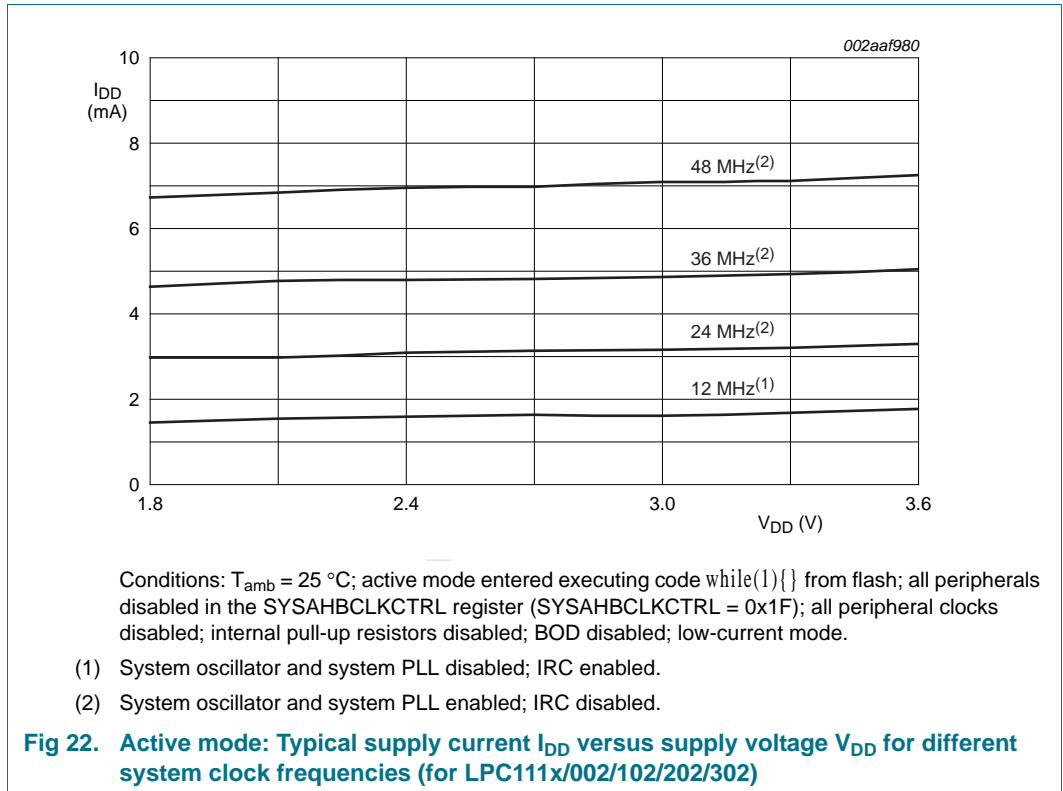 002aaf980
10
I_DD
(mA)
8
48 MHz(2)
6
36 MHz(2)
4
24 MHz(2)
12 MHz(1)
2
0
1.8 2.4 3.0 3.6
V_DD (V)
Conditions: T_amb = 25 °C; active mode entered executing code while(1){} from flash; all peripherals
disabled in the SYSAHBCLKCTRL register (SYSAHBCLKCTRL = 0x1F); all peripheral clocks
disabled; internal pull-up resistors disabled; BOD disabled; low-current mode.
(1) System oscillator and system PLL disabled; IRC enabled.
(2) System oscillator and system PLL enabled; IRC disabled.
Fig 22. Active mode: Typical supply current I_DD versus supply voltage V_DD for different
system clock frequencies (for LPC111x/002/102/202/302)